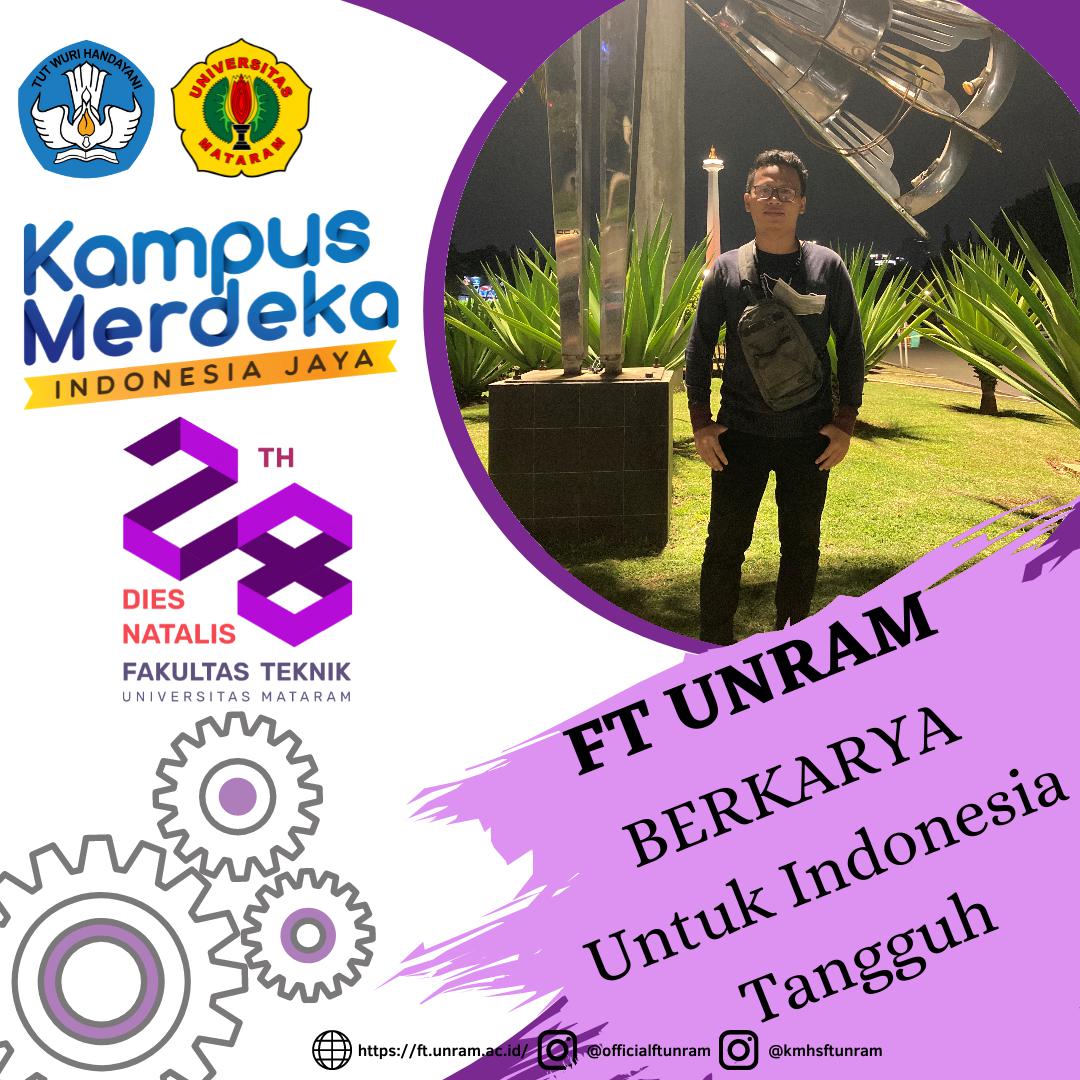 TUT WURI HANDAYANI
UNIVERSITAS
MATARAM
Kampus
Merdeka
INDONESIA JAYA
28
TH
DIES
NATALIS
FAKULTAS TEKNIK
UNIVERSITAS MATARAM
FT UNRAM
BERKARYA
Untuk Indonesia
Tangguh
https://ft.unram.ac.id/ @officialftunram @kmhsftunram